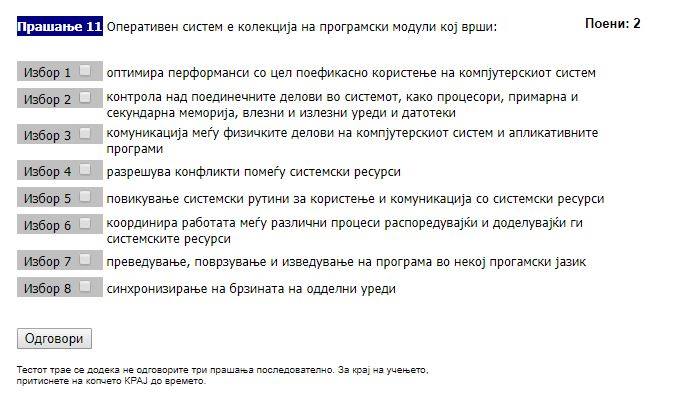 Прашање 11 Оперативен систем е колекција на програмски модули кој врши: Поени: 2
Избор 1 оптимира перформанси со цел поефикасно користење на компјутерскиот систем
Избор 2 контрола над поединечните делови во системот, како процесори, примарна и
секундарна меморија, влезни и излезни уреди и датотеки
Избор 3 комуникација меѓу физичките делови на компјутерскиот систем и апликативните
програми
Избор 4 разрешува конфликти помеѓу системски ресурси
Избор 5 повикување системски рутини за користење и комуникација со системски ресурси
Избор 6 координира работата меѓу различни процеси распоредувајќи и доделувајќи ги
системските ресурси
Избор 7 преведување, поврзување и изведување на програма во некој прогамски јазик
Избор 8 синхронизирање на брзината на одделни уреди
Одговори
Тестот трае се додека не одговорите три прашања последователно. За крај на учењето,
притиснете на копчето КРАЈ до времето.